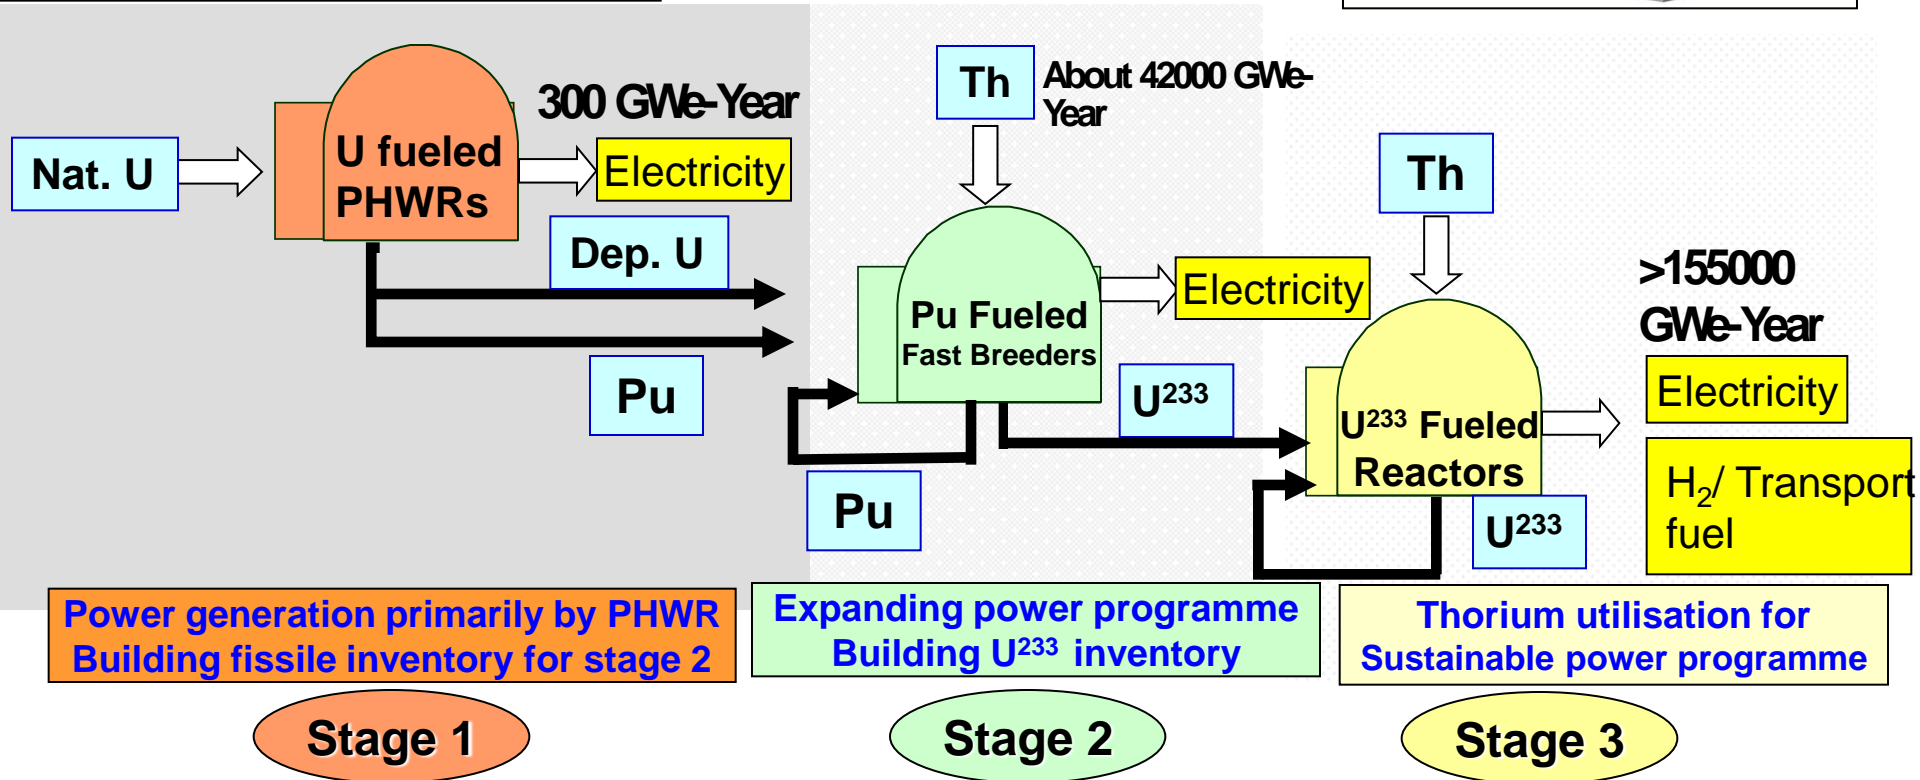 Nat. U
U fueled
PHWRs
300 GWe-Year
Electricity
Dep. U
Pu
Th
About 42000 GWe-
Year
Pu Fueled
Fast Breeders
Electricity
U²³³
Pu
Th
U²³³ Fueled
Reactors
U²³³
>155000
GWe-Year
Electricity
H₂/ Transport
fuel
Power generation primarily by PHWR
Building fissile inventory for stage 2
Expanding power programme
Building U²³³ inventory
Thorium utilisation for
Sustainable power programme
Stage 1
Stage 2
Stage 3